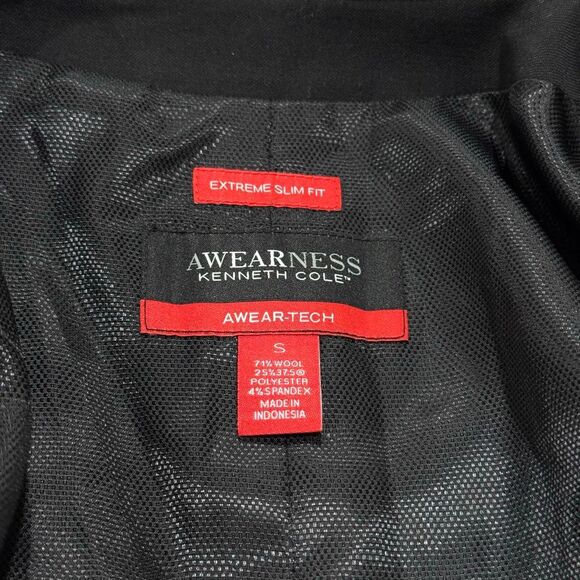 EXTREME SLIM FIT
AWEARNESS
KENNETH COLE™
AWEAR-TECH
S
71% WOOL
25% 37.5®
POLYESTER
4% SPANDEX
MADE IN
INDONESIA